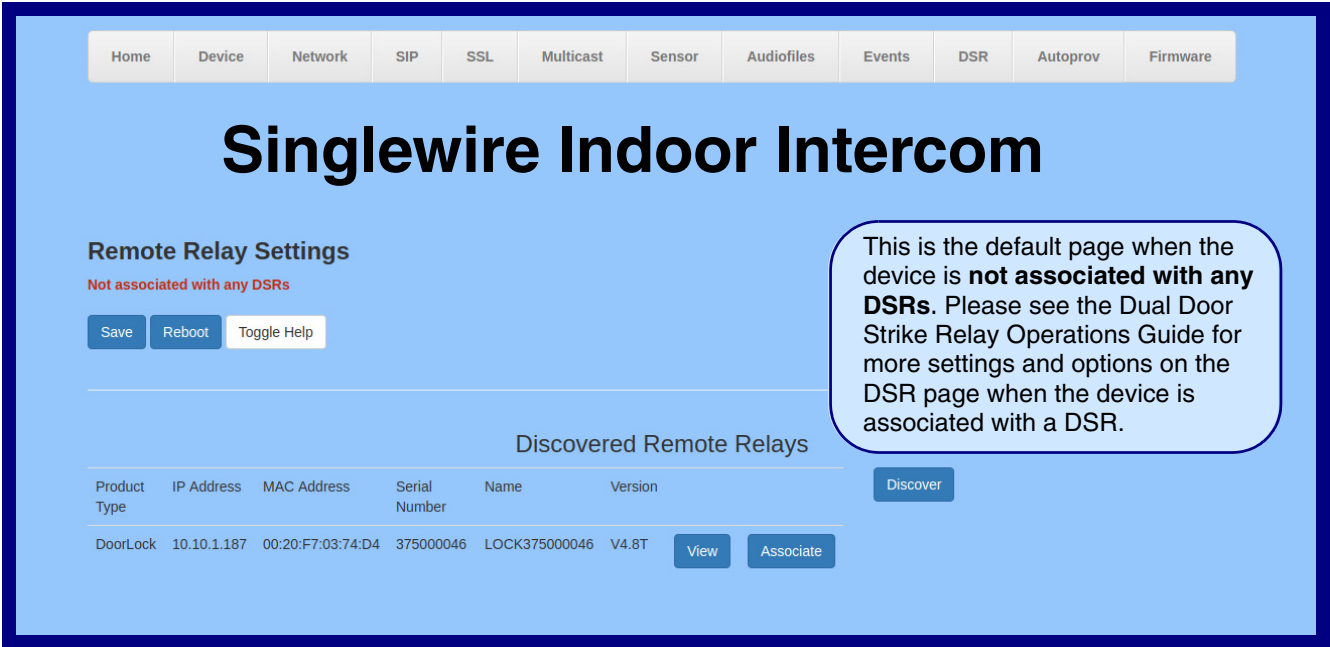 Home Device Network SIP SSL Multicast Sensor Audiofiles Events DSR Autoprov Firmware
Singlewire Indoor Intercom
Remote Relay Settings
Not associated with any DSRs
Save Reboot Toggle Help
This is the default page when the
device is not associated with any
DSRs. Please see the Dual Door
Strike Relay Operations Guide for
more settings and options on the
DSR page when the device is
associated with a DSR.
Discovered Remote Relays
Product IP Address MAC Address Serial Name Version
Type Number
Discover
DoorLock 10.10.1.187 00:20:F7:03:74:D4 375000046 LOCK375000046 V4.8T View Associate